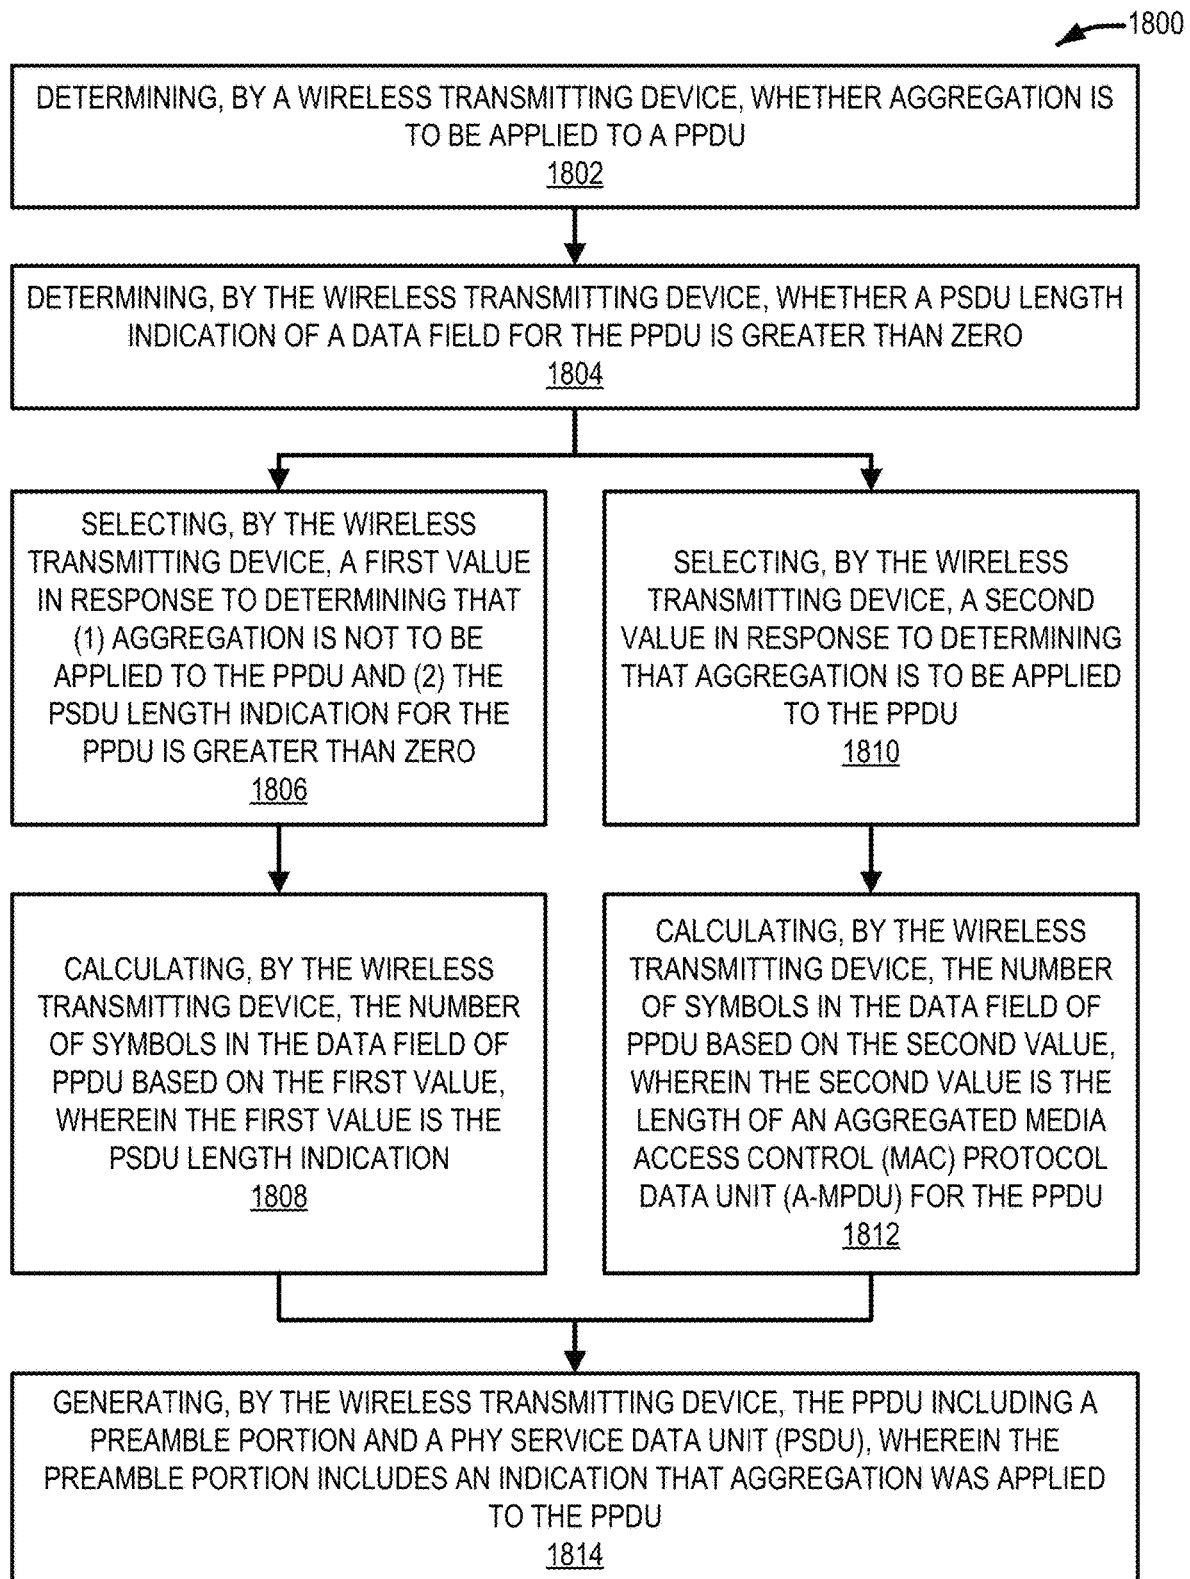 1800
DETERMINING, BY A WIRELESS TRANSMITTING DEVICE, WHETHER AGGREGATION IS
TO BE APPLIED TO A PPDU
1802
DETERMINING, BY THE WIRELESS TRANSMITTING DEVICE, WHETHER A PSDU LENGTH
INDICATION OF A DATA FIELD FOR THE PPDU IS GREATER THAN ZERO
1804
SELECTING, BY THE WIRELESS
TRANSMITTING DEVICE, A FIRST VALUE
IN RESPONSE TO DETERMINING THAT
(1) AGGREGATION IS NOT TO BE
APPLIED TO THE PPDU AND (2) THE
PSDU LENGTH INDICATION FOR THE
PPDU IS GREATER THAN ZERO
1806
SELECTING, BY THE WIRELESS
TRANSMITTING DEVICE, A SECOND
VALUE IN RESPONSE TO DETERMINING
THAT AGGREGATION IS TO BE APPLIED
TO THE PPDU
1810
CALCULATING, BY THE WIRELESS
TRANSMITTING DEVICE, THE NUMBER
OF SYMBOLS IN THE DATA FIELD OF
PPDU BASED ON THE FIRST VALUE,
WHEREIN THE FIRST VALUE IS THE
PSDU LENGTH INDICATION
1808
CALCULATING, BY THE WIRELESS
TRANSMITTING DEVICE, THE NUMBER
OF SYMBOLS IN THE DATA FIELD OF
PPDU BASED ON THE SECOND VALUE,
WHEREIN THE SECOND VALUE IS THE
LENGTH OF AN AGGREGATED MEDIA
ACCESS CONTROL (MAC) PROTOCOL
DATA UNIT (A-MPDU) FOR THE PPDU
1812
GENERATING, BY THE WIRELESS TRANSMITTING DEVICE, THE PPDU INCLUDING A
PREAMBLE PORTION AND A PHY SERVICE DATA UNIT (PSDU), WHEREIN THE
PREAMBLE PORTION INCLUDES AN INDICATION THAT AGGREGATION WAS APPLIED
TO THE PPDU
1814